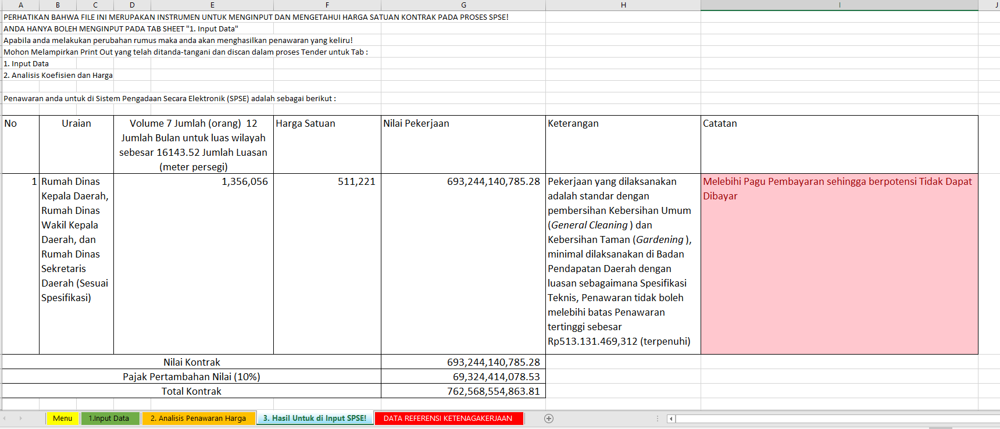 A B C D E F G H I J
PERHATIKAN BAHWA FILE INI MERUPAKAN INSTRUMEN UNTUK MENGINPUT DAN MENGETAHUI HARGA SATUAN KONTRAK PADA PROSES SPSE!
ANDA HANYA BOLEH MENGINPUT PADA TAB SHEET "1. Input Data"
Apabila anda melakukan perubahan rumus maka anda akan menghasilkan penawaran yang keliru!
Mohon Melampirkan Print Out yang telah ditanda-tangani dan discan dalam proses Tender untuk Tab :
1. Input Data
2. Analisis Koefisien dan Harga
Penawaran anda untuk di Sistem Pengadaan Secara Elektronik (SPSE) adalah sebagai berikut :
No
Uraian
Volume 7 Jumlah (orang) 12
Jumlah Bulan untuk luas wilayah
sebesar 16143.52 Jumlah Luasan
(meter persegi)
Harga Satuan
Nilai Pekerjaan
Keterangan
Catatan
1
Rumah Dinas
Kepala Daerah,
Rumah Dinas
Wakil Kepala
Daerah, dan
Rumah Dinas
Sekretaris
Daerah (Sesuai
Spesifikasi)
1,356,056
511,221
693,244,140,785.28
Pekerjaan yang dilaksanakan
adalah standar dengan
pembersihan Kebersihan Umum
(General Cleaning ) dan
Kebersihan Taman (Gardening ),
minimal dilaksanakan di Badan
Pendapatan Daerah dengan
luasan sebagaimana Spesifikasi
Teknis, Penawaran tidak boleh
melebihi batas Penawaran
tertinggi sebesar
Rp513.131.469,312 (terpenuhi)
Melebihi Pagu Pembayaran sehingga berpotensi Tidak Dapat
Dibayar
Nilai Kontrak 693,244,140,785.28
Pajak Pertambahan Nilai (10%) 69,324,414,078.53
Total Kontrak 762,568,554,863.81
Menu 1.Input Data 2. Analisis Penawaran Harga 3. Hasil Untuk di Input SPSE! DATA REFERENSI KETENAGAKERJAAN